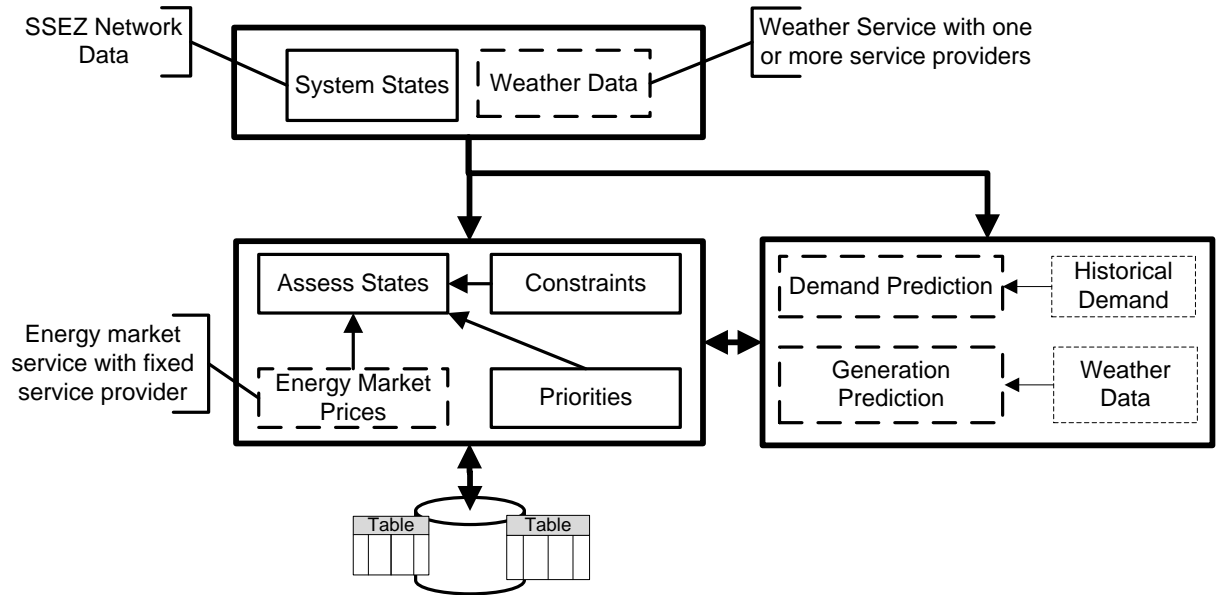 SSEZ Network
Data
System States
Weather Data
Weather Service with one
or more service providers
Assess States
Constraints
Energy Market
Prices
Priorities
Energy market
service with fixed
service provider
Demand Prediction
Historical
Demand
Generation
Prediction
Weather
Data
Table
Table